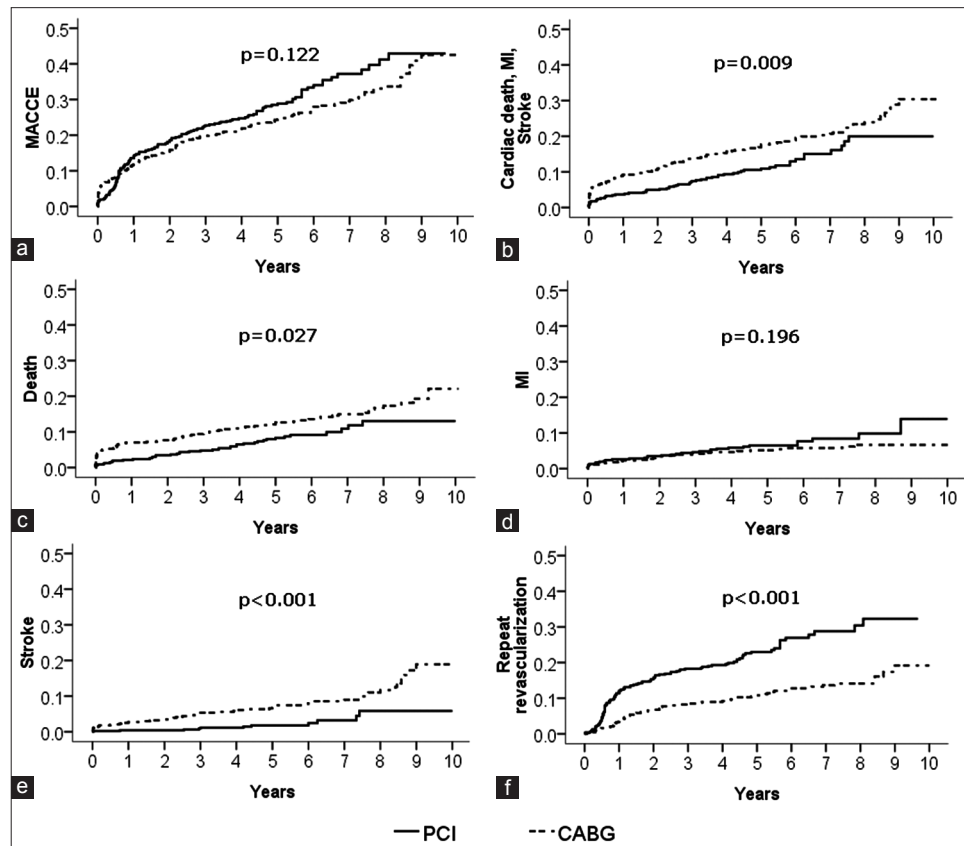 0.5
0.4
0.3
0.2
0.1
0.0
MACCE
p=0.122
0 1 2 3 4 5 6 7 8 9 10
Years
a
0.5
0.4
0.3
0.2
0.1
0.0
Cardiac death, MI,
Stroke
p=0.009
0 1 2 3 4 5 6 7 8 9 10
Years
b
0.5
0.4
0.3
0.2
0.1
0.0
Death
p=0.027
0 1 2 3 4 5 6 7 8 9 10
Years
c
0.5
0.4
0.3
0.2
0.1
0.0
MI
p=0.196
0 1 2 3 4 5 6 7 8 9 10
Years
d
0.5
0.4
0.3
0.2
0.1
0.0
Stroke
p<0.001
0 1 2 3 4 5 6 7 8 9 10
Years
e
0.5
0.4
0.3
0.2
0.1
0.0
Repeat
revascularization
p<0.001
0 1 2 3 4 5 6 7 8 9 10
Years
f
PCI CABG